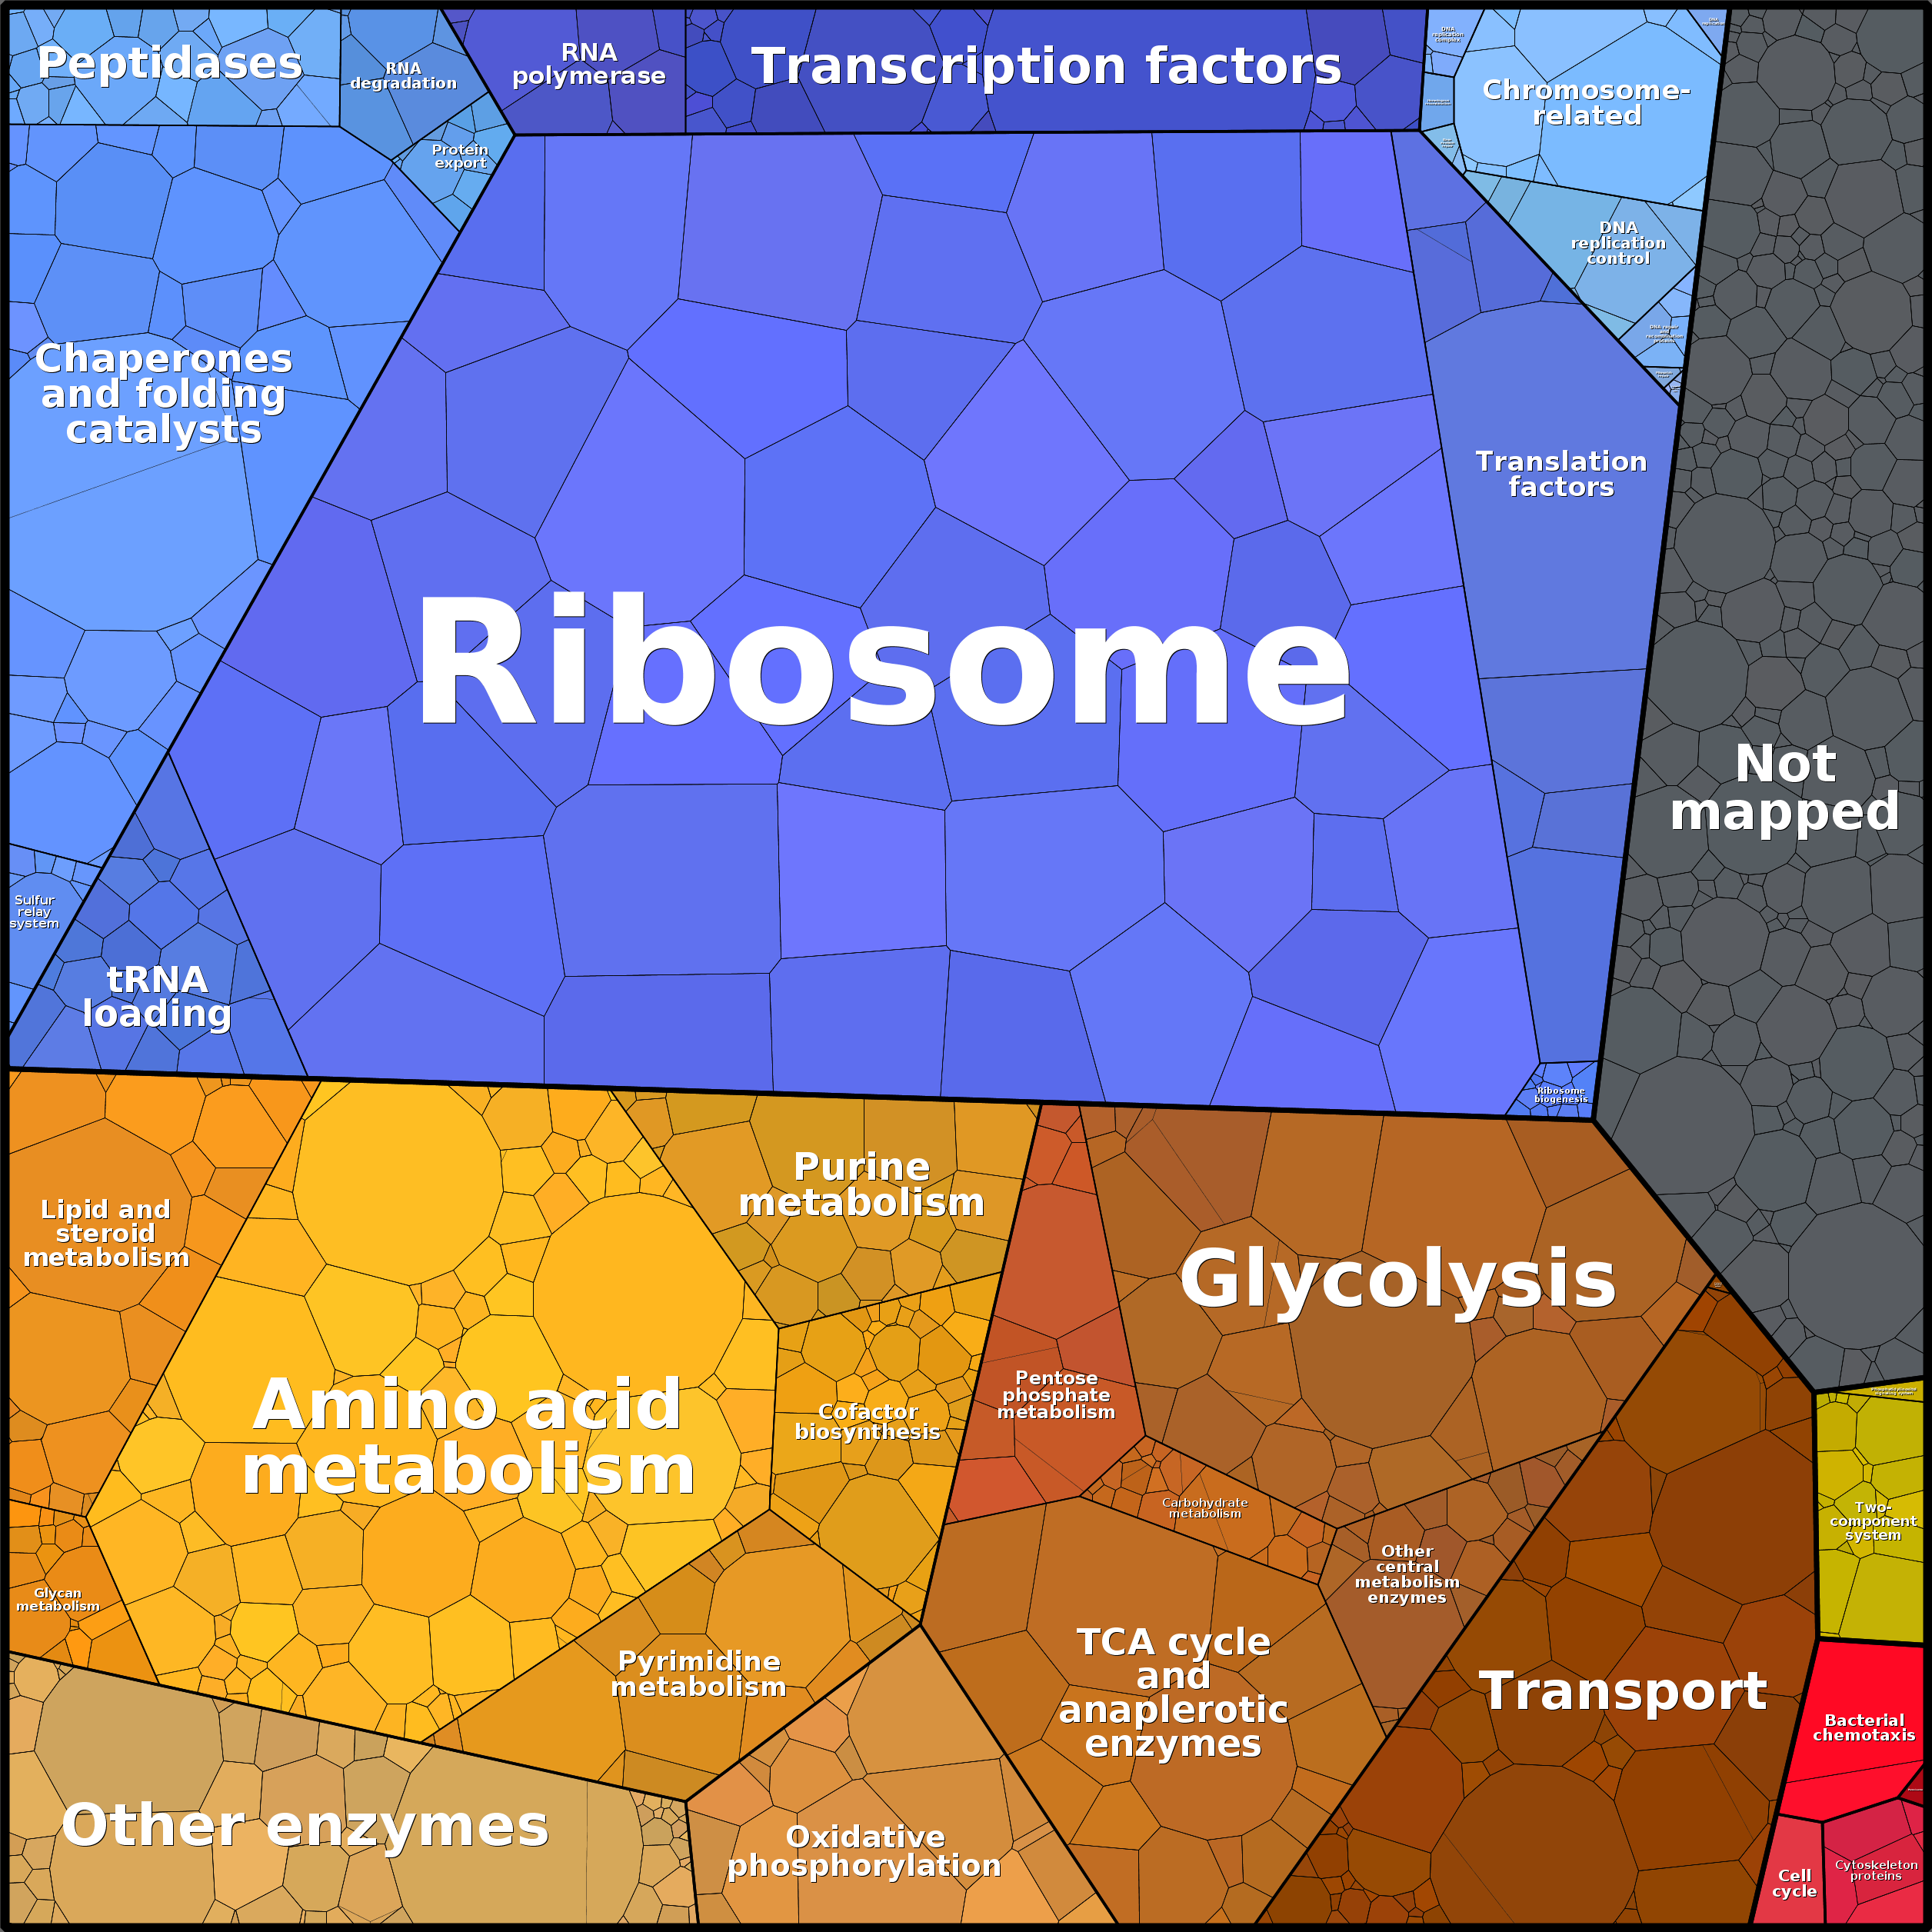 Peptidases
RNA
degradation
RNA
polymerase
Transcription factors
DNA
replication
complex
Chromosome-
related
Protein
export
DNA
replication
control
Chaperones
and folding
catalysts
Translation
factors
Ribosome
Not
mapped
Sulfur
relay
system
tRNA
loading
Ribosome
biogenesis
Lipid and
steroid
metabolism
Purine
metabolism
Glycolysis
Amino acid
metabolism
Cofactor
biosynthesis
Pentose
phosphate
metabolism
Carbohydrate
metabolism
Two-
component
system
Other
central
metabolism
enzymes
Glycan
metabolism
Pyrimidine
metabolism
TCA cycle
and
anaplerotic
enzymes
Transport
Bacterial
chemotaxis
Other enzymes
Oxidative
phosphorylation
Cell
cycle
Cytoskeleton
proteins